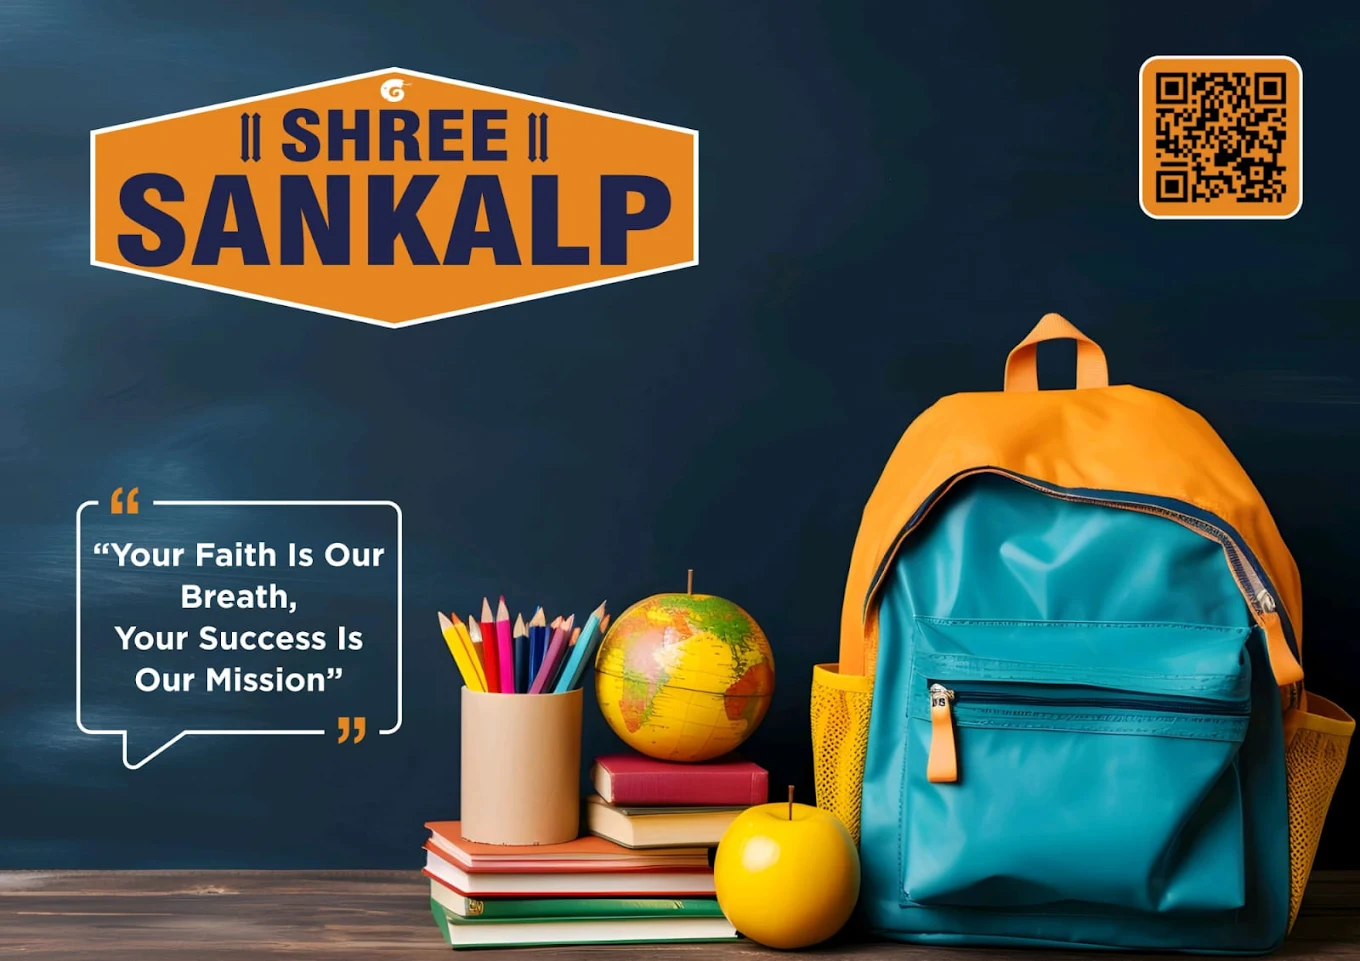 ॥ SHREE ॥
SANKALP
“Your Faith Is Our
Breath,
Your Success Is
Our Mission”